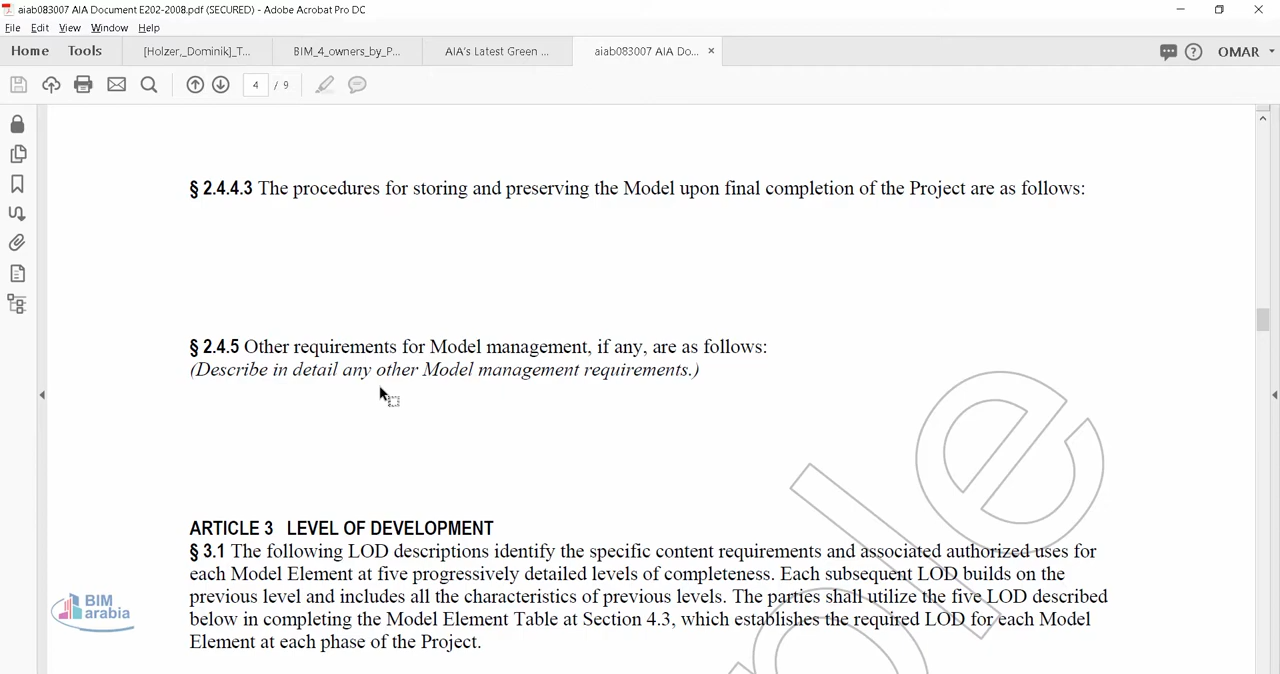 aiab083007 AIA Document E202-2008.pdf (SECURED) - Adobe Acrobat Pro DC
File Edit View Window Help
Home Tools [Holzer,_Dominik]_T... BIM_4_owners_by_P... AIA's Latest Green ... aiab083007 AIA Do... × OMAR
4 / 9
§ 2.4.4.3 The procedures for storing and preserving the Model upon final completion of the Project are as follows:
§ 2.4.5 Other requirements for Model management, if any, are as follows:
(Describe in detail any other Model management requirements.)
ARTICLE 3 LEVEL OF DEVELOPMENT
§ 3.1 The following LOD descriptions identify the specific content requirements and associated authorized uses for
each Model Element at five progressively detailed levels of completeness. Each subsequent LOD builds on the
previous level and includes all the characteristics of previous levels. The parties shall utilize the five LOD described
below in completing the Model Element Table at Section 4.3, which establishes the required LOD for each Model
Element at each phase of the Project.
BIM
arabia
le